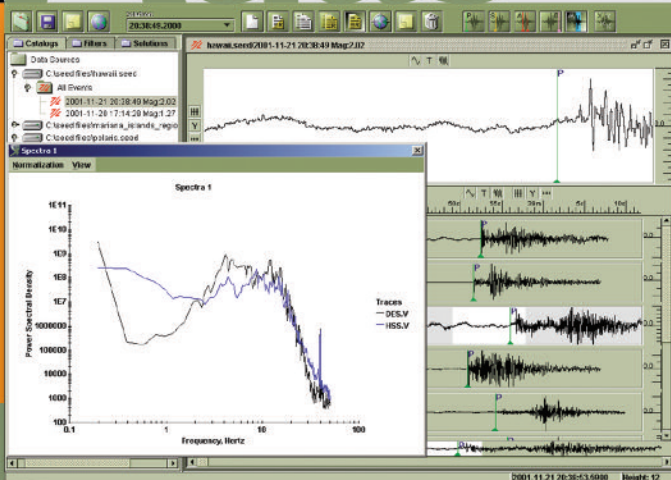 20:38:49.2000
Catalogs Filters Solutions
hawaii.seed/2001-11-21 20:38:49 Mag:2.02
Data Sources
C:\seed files\hawaii.seed
All Events
2001-11-21 20:38:49 Mag:2.02
2001-11-20 17:14:20 Mag:1.27
C:\seed files\mariana_islands_regio
C:\seed files\polaris.seed
P
Spectra 1
Normalization View
Spectra 1
1E11
1E10
1E9
1E8
1E7
1000000
100000
10000
1000
100
0.1 1 10 100
Power Spectral Density
Frequency, Hertz
Traces
DES.V
HSS.V
P
P
P
P
P
P
2001-11-21 20:38:53.5900 Height: 12